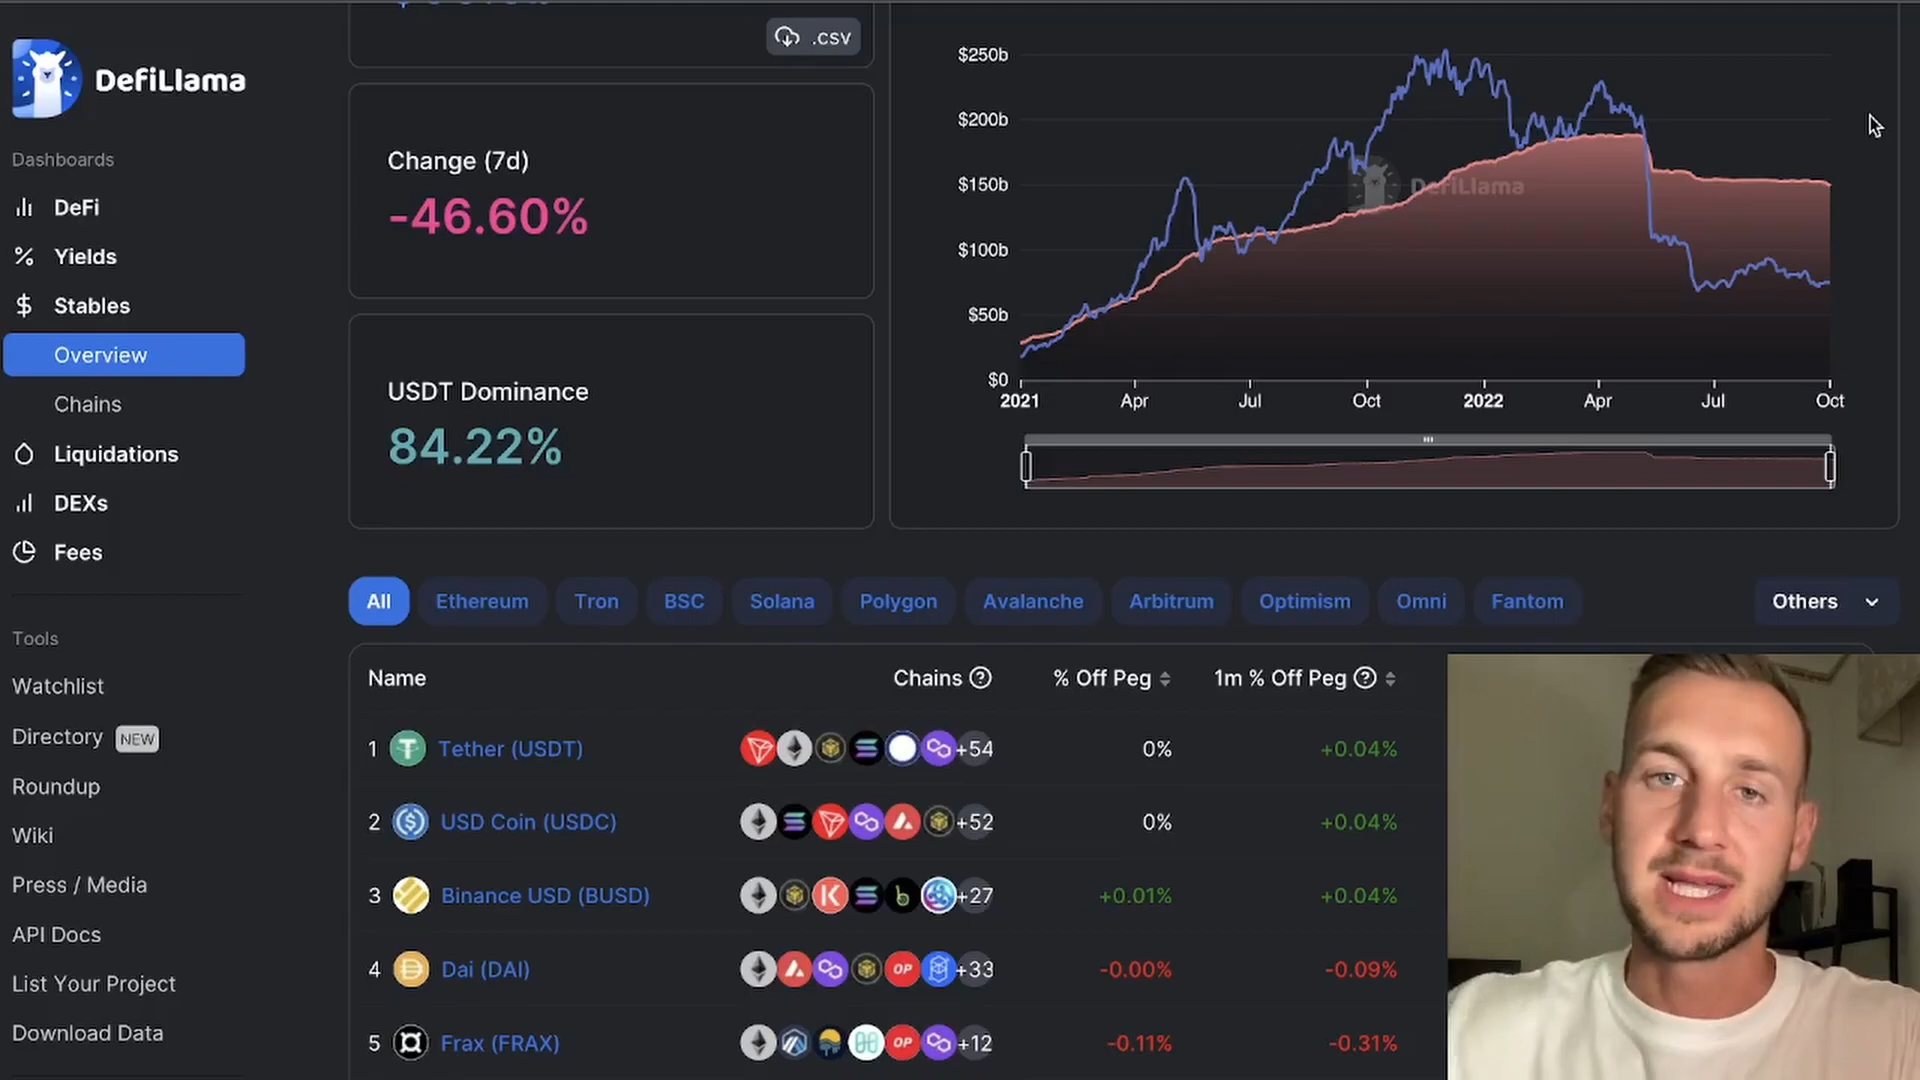 DefiLlama
Dashboards
DeFi
Yields
Stables
Overview
Chains
Liquidations
DEXs
Fees
Tools
Watchlist
Directory NEW
Roundup
Wiki
Press / Media
API Docs
List Your Project
Download Data
.csv
Change (7d)
-46.60%
USDT Dominance
84.22%
$250b
$200b
$150b
$100b
$50b
$0
2021 Apr Jul Oct 2022 Apr Jul Oct
DefiLlama
All Ethereum Tron BSC Solana Polygon Avalanche Arbitrum Optimism Omni Fantom Others
Name Chains % Off Peg 1m % Off Peg
1 Tether (USDT) +54 0% +0.04%
2 USD Coin (USDC) +52 0% +0.04%
3 Binance USD (BUSD) +27 +0.01% +0.04%
4 Dai (DAI) OP +33 -0.00% -0.09%
5 Frax (FRAX) OP +12 -0.11% -0.31%